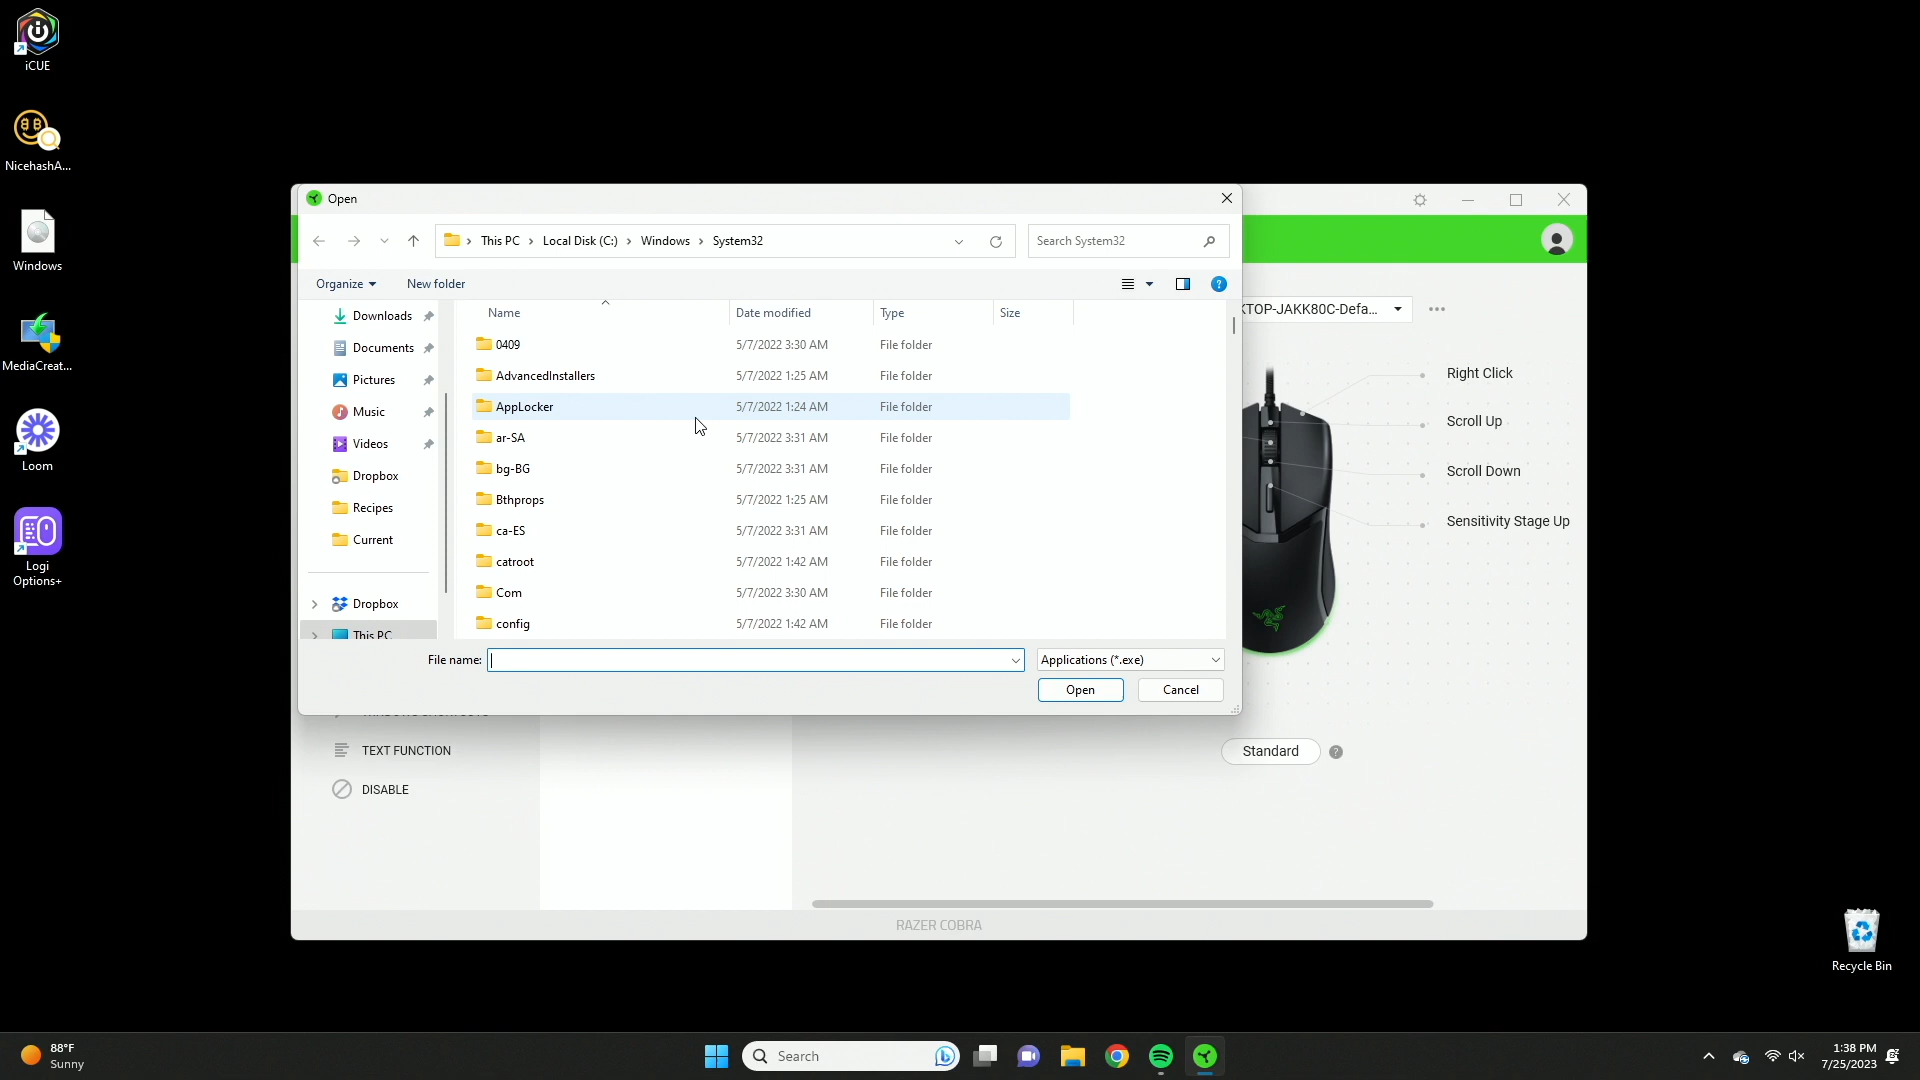 iCUE
NicehashA...
Windows
MediaCreat...
Loom
Logi
Options+
Open
This PC > Local Disk (C:) > Windows > System32
Search System32
Organize
New folder
KTOP-JAKK80C-Defa...
Downloads
Documents
Pictures
Music
Videos
Dropbox
Recipes
Current
Dropbox
This PC
Name Date modified Type Size
0409 5/7/2022 3:30 AM File folder
AdvancedInstallers 5/7/2022 1:25 AM File folder
AppLocker 5/7/2022 1:24 AM File folder
ar-SA 5/7/2022 3:31 AM File folder
bg-BG 5/7/2022 3:31 AM File folder
Bthprops 5/7/2022 1:25 AM File folder
ca-ES 5/7/2022 3:31 AM File folder
catroot 5/7/2022 1:42 AM File folder
Com 5/7/2022 3:30 AM File folder
config 5/7/2022 1:42 AM File folder
File name:
Applications (*.exe)
Open
Cancel
Right Click
Scroll Up
Scroll Down
Sensitivity Stage Up
TEXT FUNCTION
DISABLE
Standard
RAZER COBRA
Recycle Bin
88°F
Sunny
Search
1:38 PM
7/25/2023